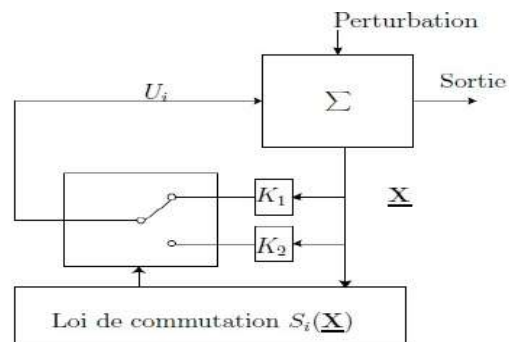 Perturbation
Sortie
U_i
Σ
K_1
X
K_2
Loi de commutation S_i(X)